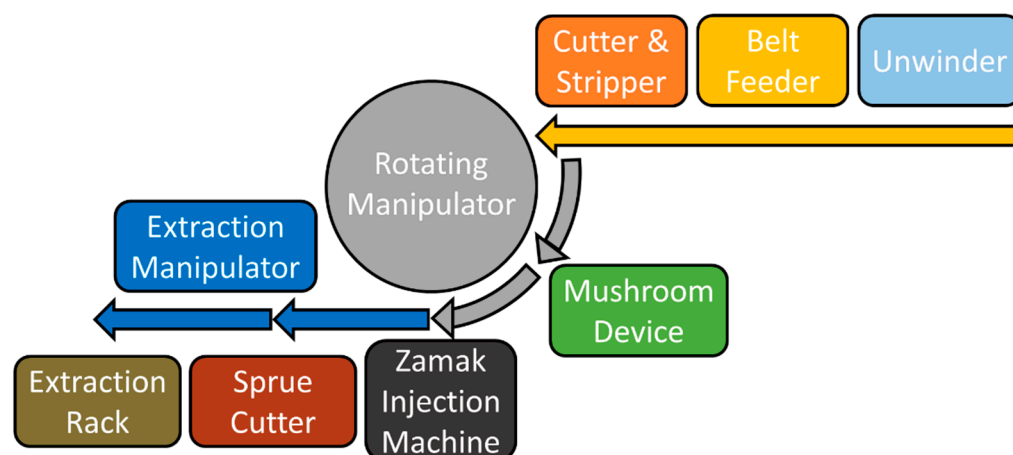 Cutter &
Stripper
Belt
Feeder
Unwinder
Rotating
Manipulator
Extraction
Manipulator
Mushroom
Device
Extraction
Rack
Sprue
Cutter
Zamak
Injection
Machine